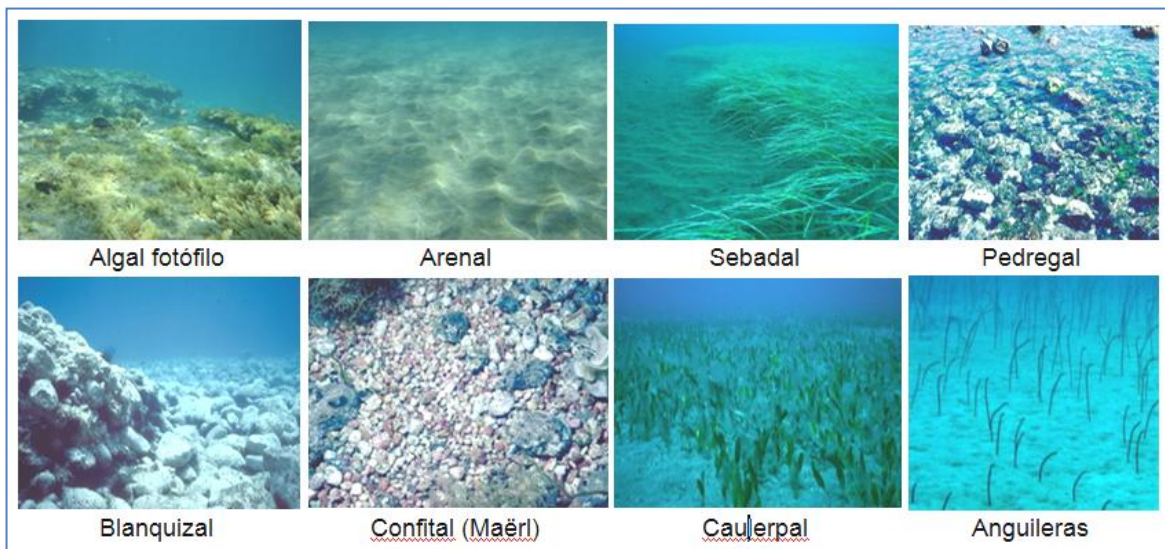 Algal fotófilo
Arenal
Sebadal
Pedregal
Blanquizal
Confital (Maërl)
Caulerpal
Anguileras